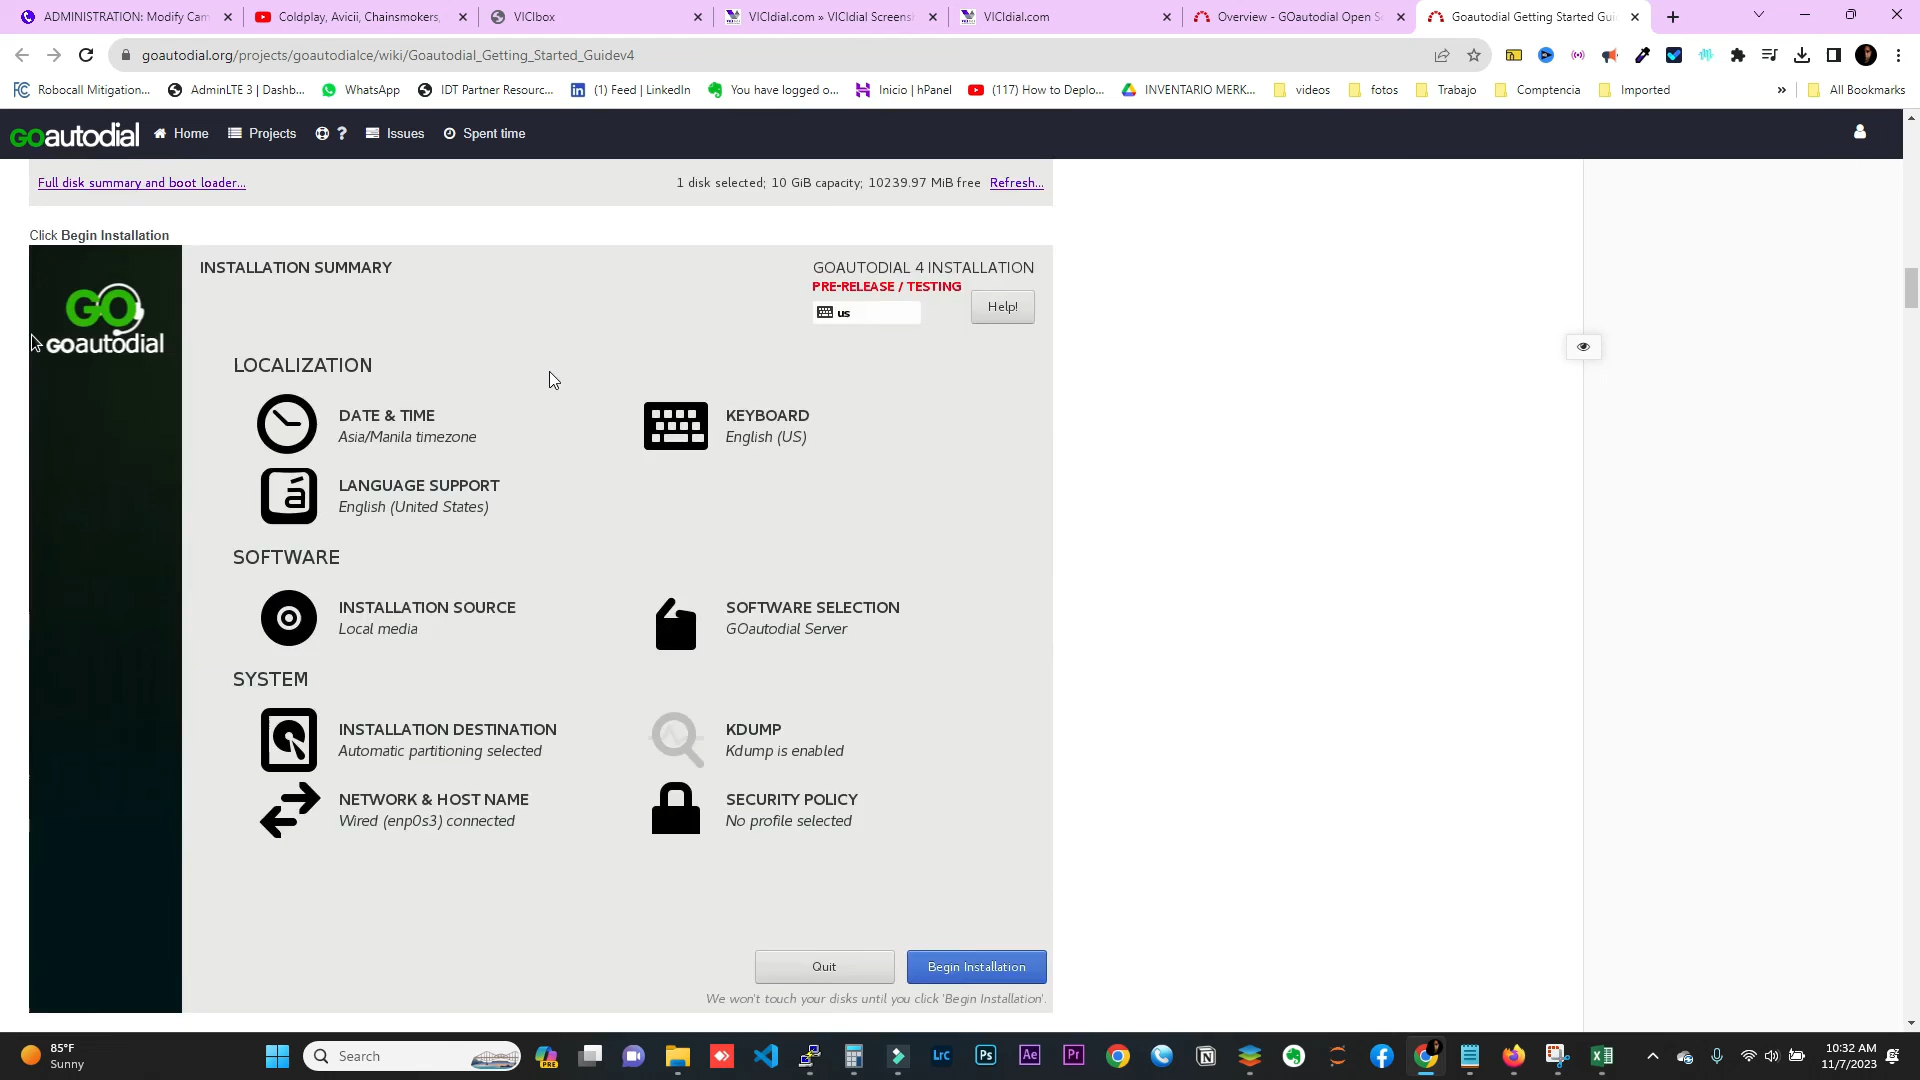 ADMINISTRATION: Modify Cam
Coldplay, Avicii, Chainsmokers,
VICIbox
VICIdial.com » VICIdial Screensh
VICIdial.com
Overview - GOautodial Open So
Goautodial Getting Started Gui
goautodial.org/projects/goautodialce/wiki/Goautodial_Getting_Started_Guidev4
Robocall Mitigation...
AdminLTE 3 | Dashb...
WhatsApp
IDT Partner Resourc...
(1) Feed | LinkedIn
You have logged o...
Inicio | hPanel
(117) How to Deplo...
INVENTARIO MERK...
videos
fotos
Trabajo
Comptencia
Imported
»
All Bookmarks
GOautodial
Home
Projects
?
Issues
Spent time
Full disk summary and boot loader...
1 disk selected; 10 GiB capacity; 10239.97 MiB free
Refresh...
Click Begin Installation
GO
GOautodial
INSTALLATION SUMMARY
GOAUTODIAL 4 INSTALLATION
PRE-RELEASE / TESTING
us
Help!
LOCALIZATION
DATE & TIME
Asia/Manila timezone
KEYBOARD
English (US)
LANGUAGE SUPPORT
English (United States)
SOFTWARE
INSTALLATION SOURCE
Local media
SOFTWARE SELECTION
GOautodial Server
SYSTEM
INSTALLATION DESTINATION
Automatic partitioning selected
KDUMP
Kdump is enabled
NETWORK & HOST NAME
Wired (enp0s3) connected
SECURITY POLICY
No profile selected
Quit
Begin Installation
We won't touch your disks until you click 'Begin Installation'.
85°F
Sunny
Search
PRE
Lrc
Ps
Ae
Pr
10:32 AM
11/7/2023